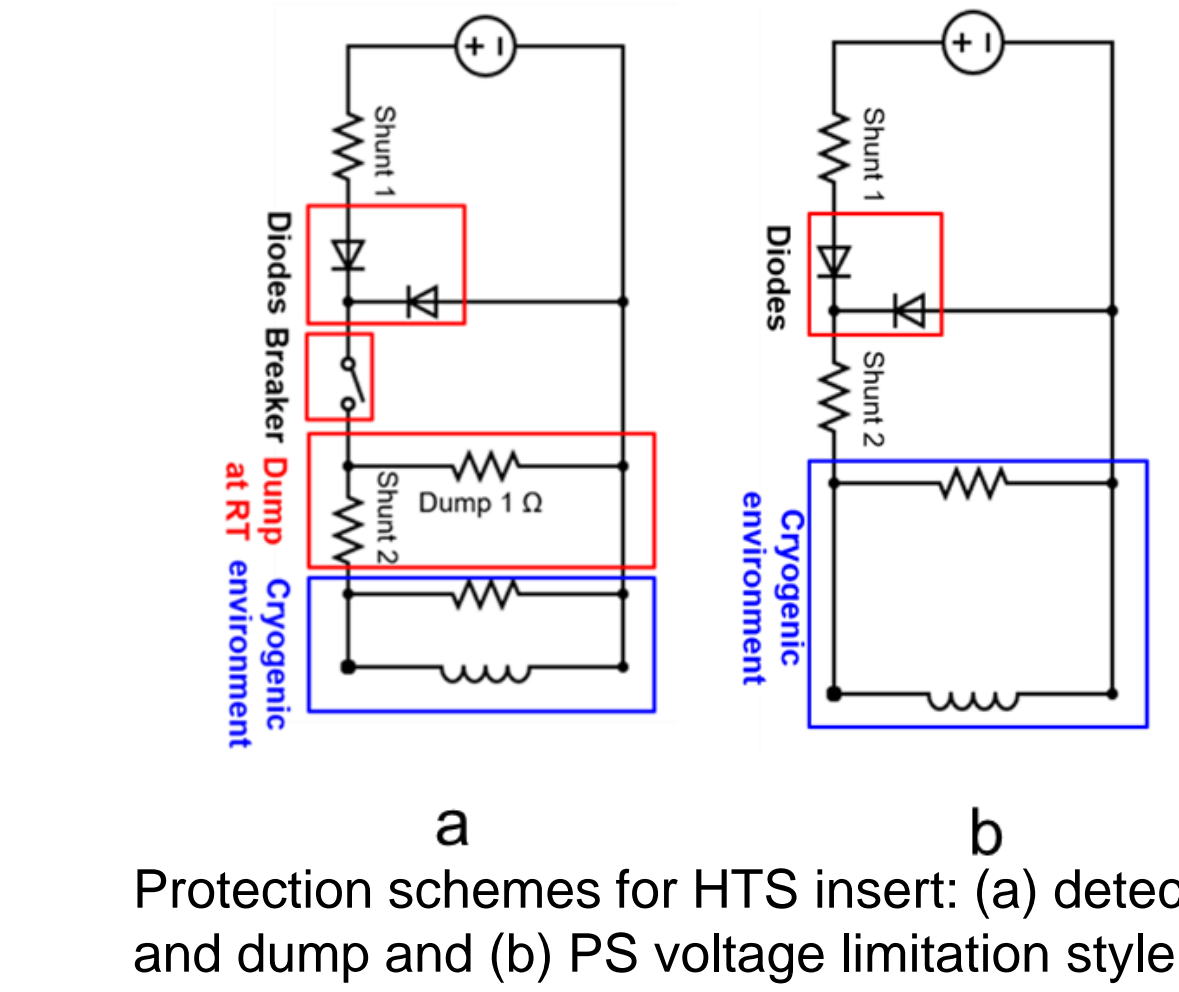 + I
Shunt 1
Diodes
Breaker
Dump
at RT
Dump 1 Ω
Shunt 2
Cryogenic
environment
+ I
Shunt 1
Diodes
Shunt 2
Cryogenic
environment
a
b
Protection schemes for HTS insert: (a) detec
and dump and (b) PS voltage limitation style